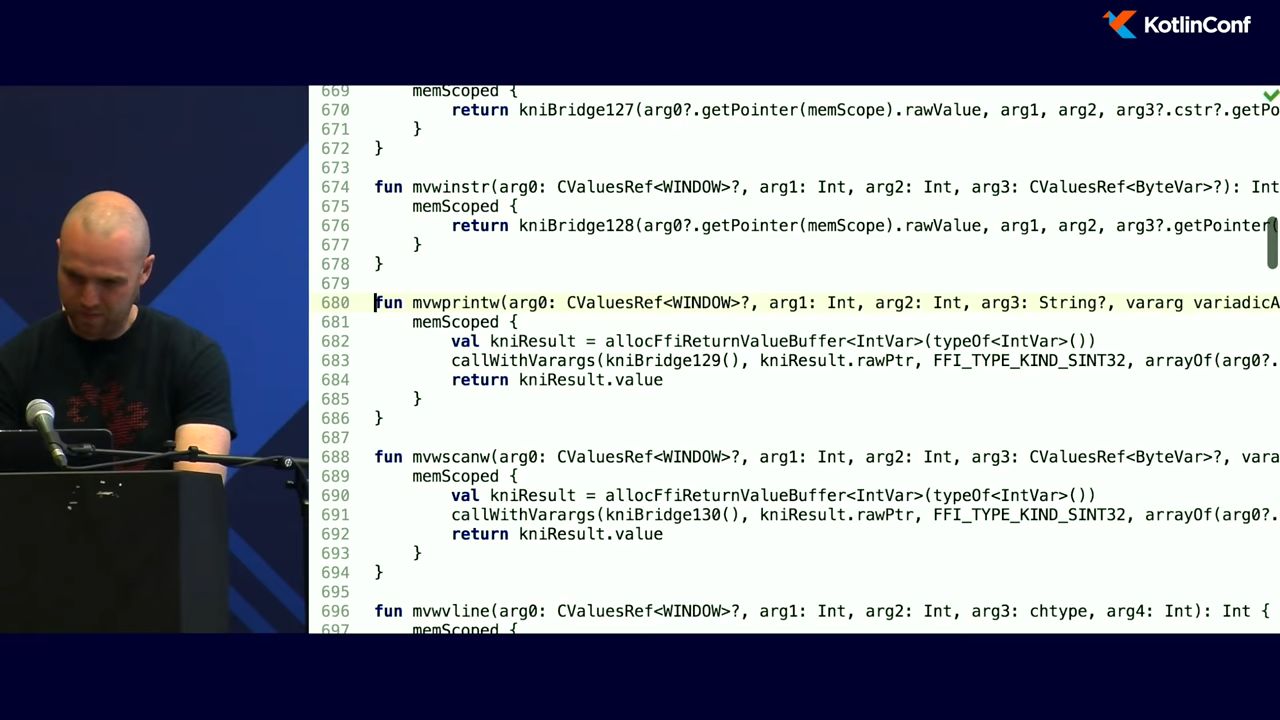 KotlinConf
669 memScoped {
670 return kniBridge127(arg0?.getPointer(memScope).rawValue, arg1, arg2, arg3?.cstr?.getPo
671 }
672 }
673
674 fun mvwinstr(arg0: CValuesRef<WINDOW>?, arg1: Int, arg2: Int, arg3: CValuesRef<ByteVar>?): Int
675 memScoped {
676 return kniBridge128(arg0?.getPointer(memScope).rawValue, arg1, arg2, arg3?.getPointer(
677 }
678 }
679
680 fun mvwprintw(arg0: CValuesRef<WINDOW>?, arg1: Int, arg2: Int, arg3: String?, vararg variadicA
681 memScoped {
682 val kniResult = allocFfiReturnValueBuffer<IntVar>(typeOf<IntVar>())
683 callWithVarargs(kniBridge129(), kniResult.rawPtr, FFI_TYPE_KIND_SINT32, arrayOf(arg0?.
684 return kniResult.value
685 }
686 }
687
688 fun mvwscanw(arg0: CValuesRef<WINDOW>?, arg1: Int, arg2: Int, arg3: CValuesRef<ByteVar>?, vara
689 memScoped {
690 val kniResult = allocFfiReturnValueBuffer<IntVar>(typeOf<IntVar>())
691 callWithVarargs(kniBridge130(), kniResult.rawPtr, FFI_TYPE_KIND_SINT32, arrayOf(arg0?.
692 return kniResult.value
693 }
694 }
695
696 fun mvwvline(arg0: CValuesRef<WINDOW>?, arg1: Int, arg2: Int, arg3: chtype, arg4: Int): Int {
697 memScoped {